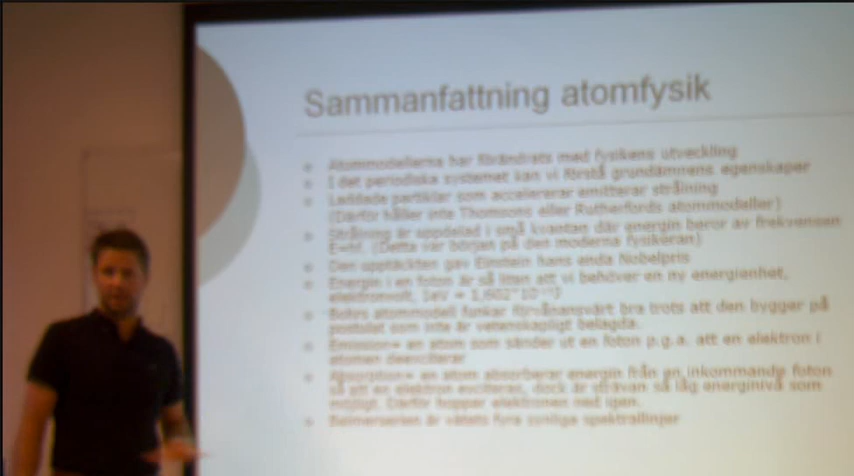 Sammanfattning atomfysik
Atommodellerna har förändrats med fysikens utveckling
I det periodiska systemet kan vi förstå grundämnens egenskaper
Laddade partiklar som accelererar emitterar strålning
(Därför håller inte Thomsons eller Rutherfords atommodeller)
Strålning är uppdelad i små kvantan där energin beror av frekvensen
(Detta var början på den moderna fysikeran)
Den upptäckten gav Einstein hans enda Nobelpris
Energin i en foton är så liten att vi behöver en ny energienhet,
elektronvolt, 1eV = 1,602*10
Bohrs atommodell funkar förvånansvärt bra trots att den bygger på
postulat som inte är vetenskapligt belagda.
Emission= en atom som sänder ut en foton p.g.a. att en elektron i
atomen deexciterar
Absorption= en atom absorberar energin från en inkommande foton
så att en elektron exciteras, dock är strävan så låg energinivå som
möjligt. Därför hoppar elektronen ned igen.
Balmerserien är vätets fyra synliga spektrallinjer